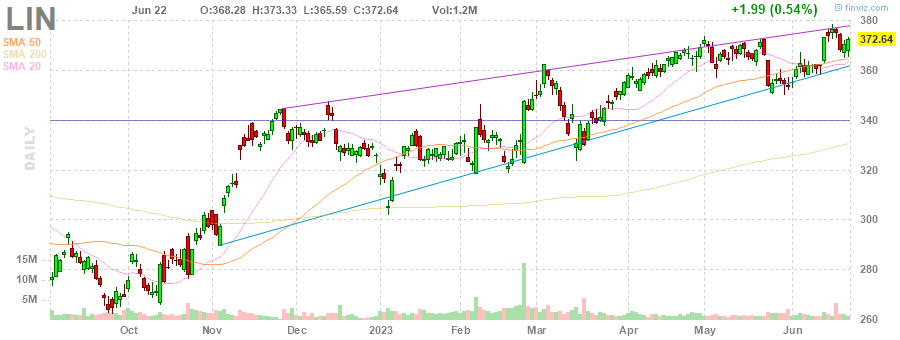 LIN
Jun 22
O:368.28 H:373.33 L:365.59 C:372.64
Vol:1.2M
+1.99 (0.54%)
© finviz.com
SMA 50
SMA 200
SMA 20
DAILY
380
372.64
360
340
320
300
280
260
15M
10M
5M
Oct Nov Dec 2023 Feb Mar Apr May Jun